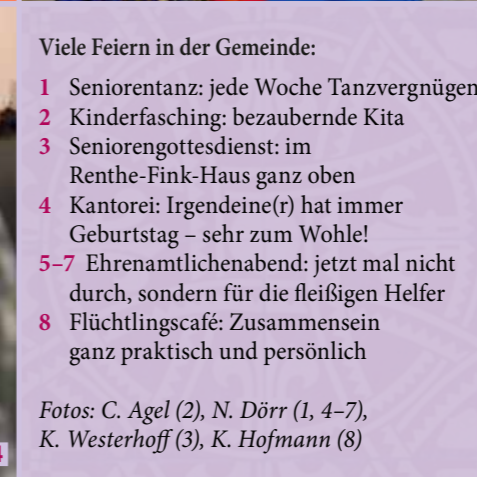 Viele Feiern in der Gemeinde:
1 Seniorentanz: jede Woche Tanzvergnügen
2 Kinderfasching: bezaubernde Kita
3 Seniorengottesdienst: im
Renthe-Fink-Haus ganz oben
4 Kantorei: Irgendeine(r) hat immer
Geburtstag – sehr zum Wohle!
5–7 Ehrenamtlichenabend: jetzt mal nicht
durch, sondern für die fleißigen Helfer
8 Flüchtlingscafé: Zusammensein
ganz praktisch und persönlich
Fotos: C. Agel (2), N. Dörr (1, 4–7),
K. Westerhoff (3), K. Hofmann (8)